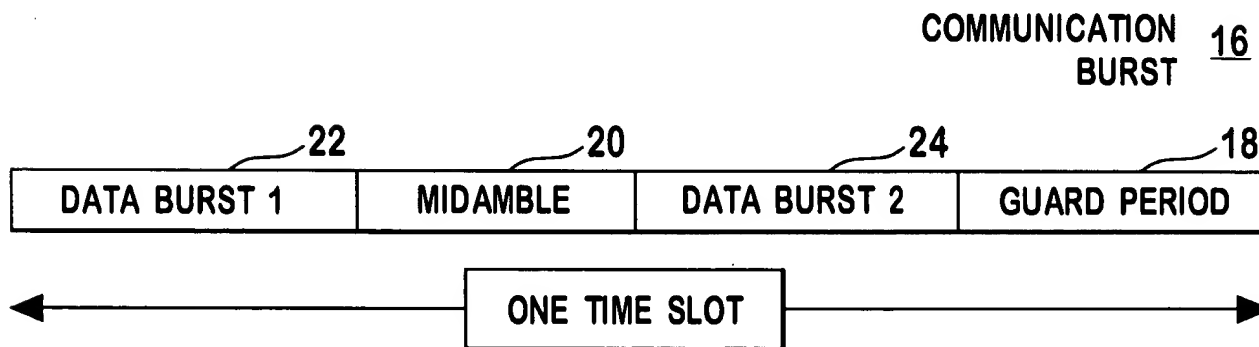 COMMUNICATION
BURST 16
22 20 24 18
DATA BURST 1 MIDAMBLE DATA BURST 2 GUARD PERIOD
ONE TIME SLOT